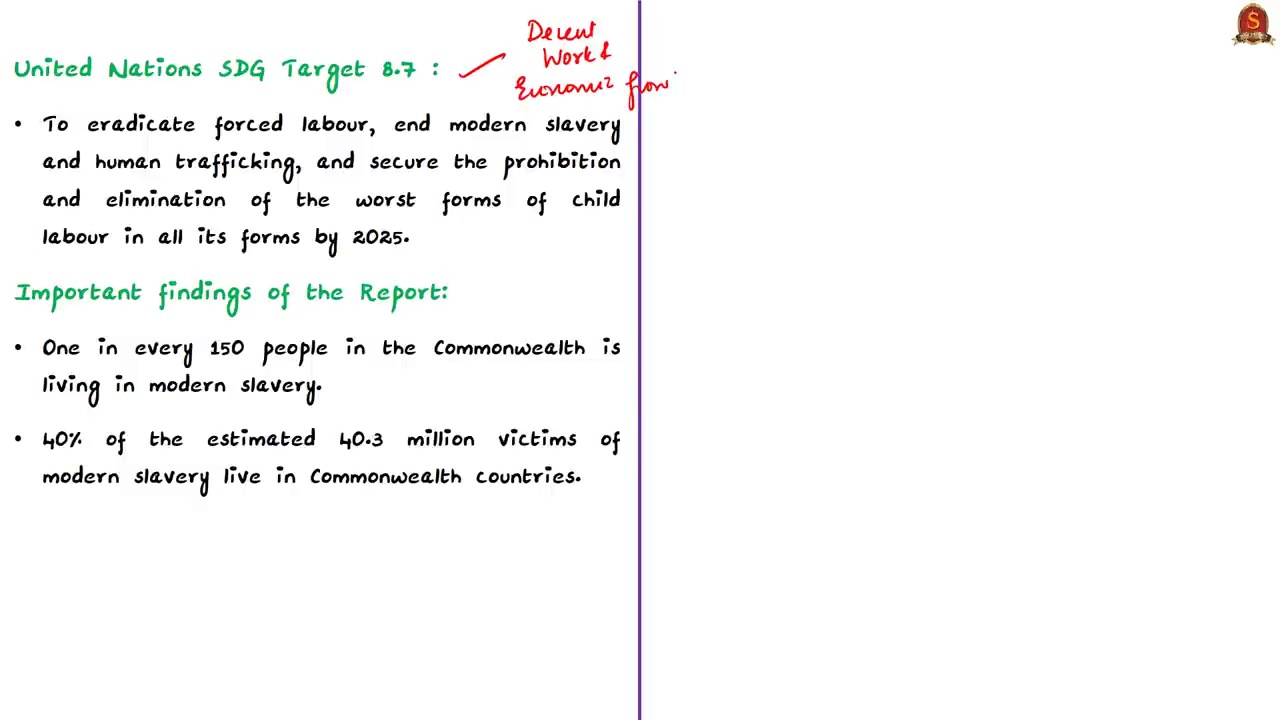 Decent
Work &
United Nations SDG Target 8.7 :
Economic Grow
• To eradicate forced labour, end modern slavery
and human trafficking, and secure the prohibition
and elimination of the worst forms of child
labour in all its forms by 2025.
Important findings of the Report:
• One in every 150 people in the Commonwealth is
living in modern slavery.
• 40% of the estimated 40.3 million victims of
modern slavery live in Commonwealth countries.
S